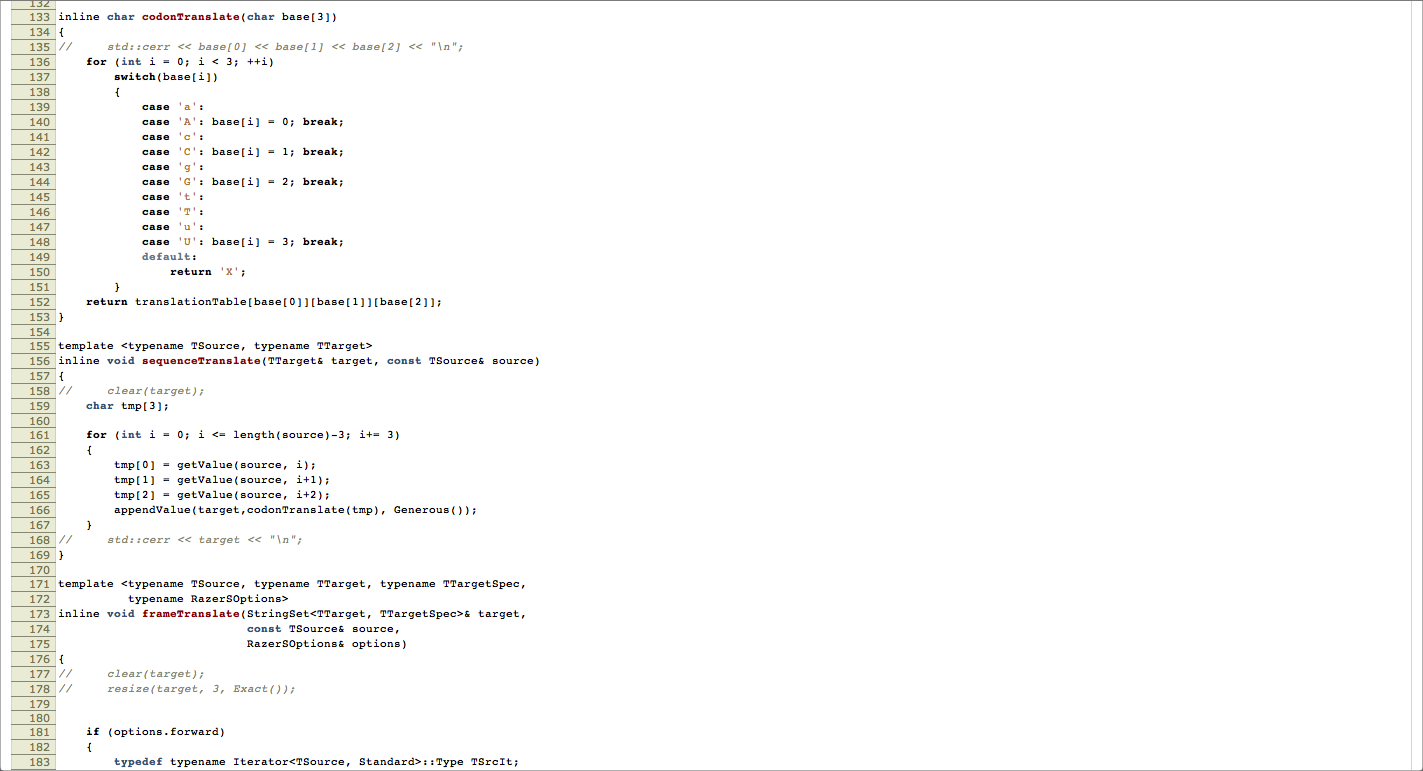 132
133 inline char codonTranslate(char base[3])
134 {
135 //     std::cerr << base[0] << base[1] << base[2] << "\n";
136     for (int i = 0; i < 3; ++i)
137         switch(base[i])
138         {
139             case 'a':
140             case 'A': base[i] = 0; break;
141             case 'c':
142             case 'C': base[i] = 1; break;
143             case 'g':
144             case 'G': base[i] = 2; break;
145             case 't':
146             case 'T':
147             case 'u':
148             case 'U': base[i] = 3; break;
149             default:
150                 return 'X';
151         }
152     return translationTable[base[0]][base[1]][base[2]];
153 }
154
155 template <typename TSource, typename TTarget>
156 inline void sequenceTranslate(TTarget& target, const TSource& source)
157 {
158 //     clear(target);
159     char tmp[3];
160
161     for (int i = 0; i <= length(source)-3; i+= 3)
162     {
163         tmp[0] = getValue(source, i);
164         tmp[1] = getValue(source, i+1);
165         tmp[2] = getValue(source, i+2);
166         appendValue(target,codonTranslate(tmp), Generous());
167     }
168 //     std::cerr << target << "\n";
169 }
170
171 template <typename TSource, typename TTarget, typename TTargetSpec,
172           typename RazerSOptions>
173 inline void frameTranslate(StringSet<TTarget, TTargetSpec>& target,
174                            const TSource& source,
175                            RazerSOptions& options)
176 {
177 //     clear(target);
178 //     resize(target, 3, Exact());
179
180
181     if (options.forward)
182     {
183         typedef typename Iterator<TSource, Standard>::Type TSrcIt;